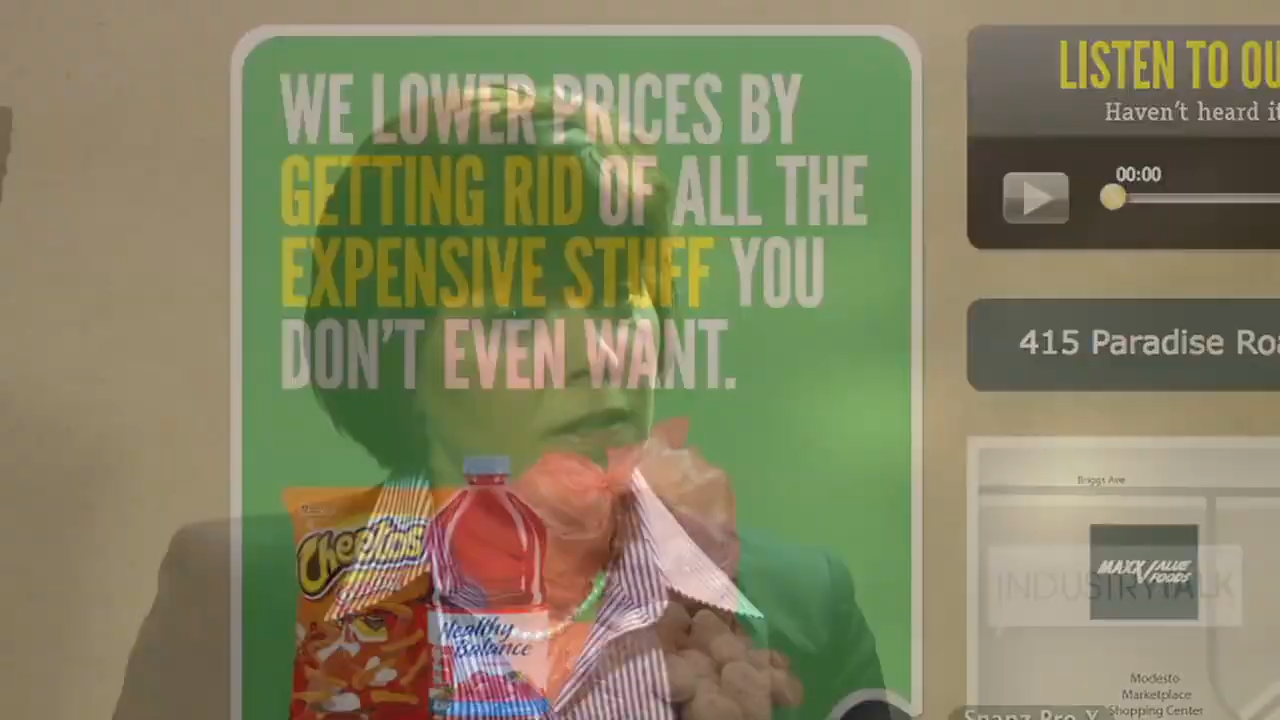 WE LOWER PRICES BY
GETTING RID OF ALL THE
EXPENSIVE STUFF YOU
DON'T EVEN WANT.
Cheetos
Healthy
Balance
LISTEN TO OU
Haven't heard it
00:00
415 Paradise Roa
Briggs Ave
MAXX VALUE
FOODS
INDUSTRYTALK
Modesto
Marketplace
Shopping Center
Snapz Pro X